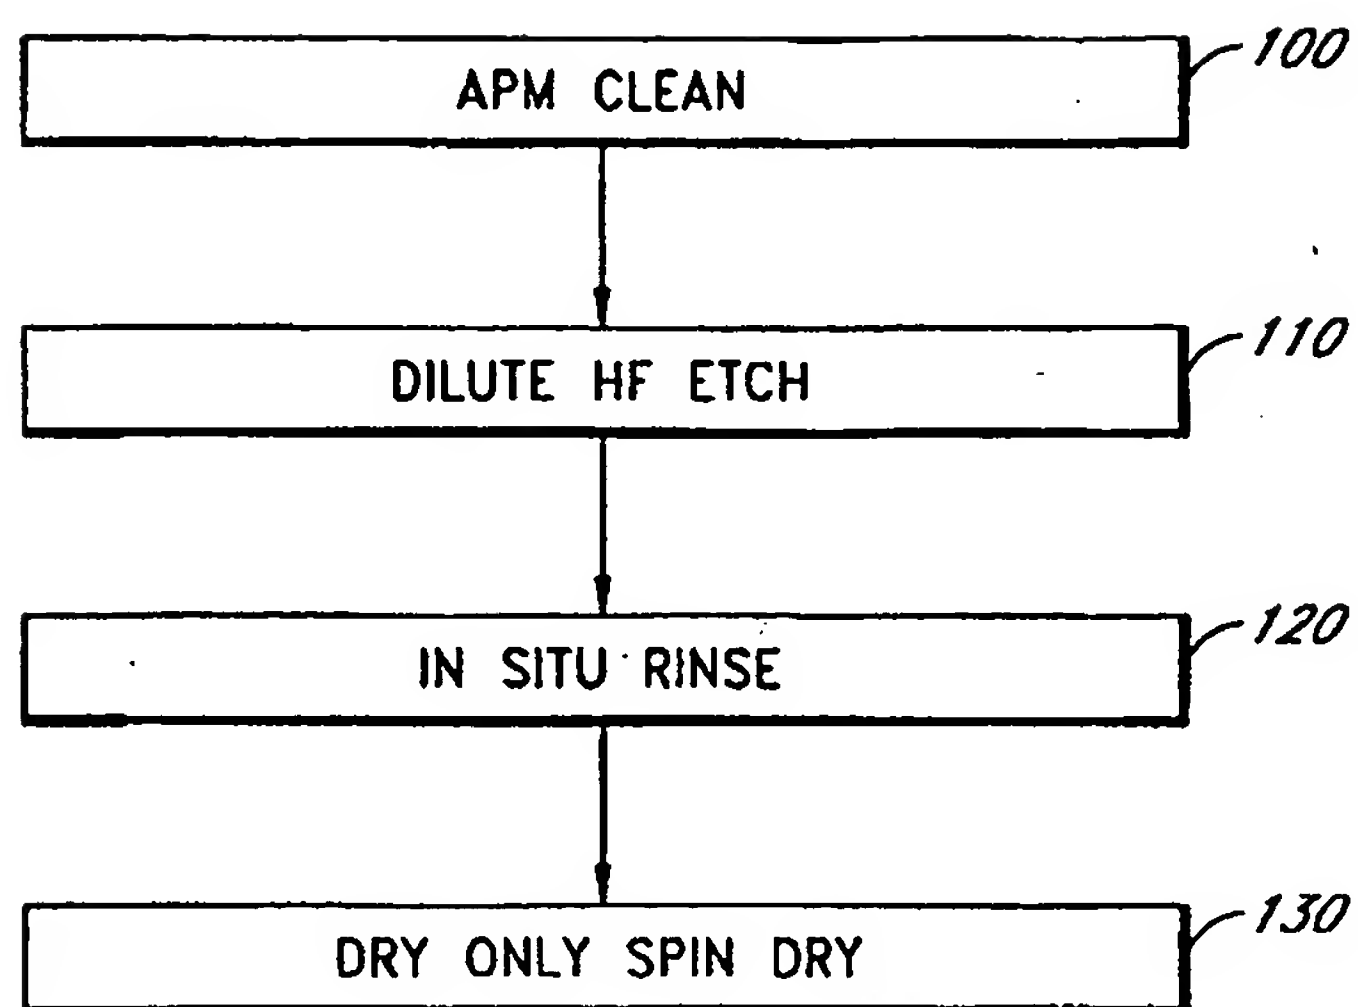 APM CLEAN
100
DILUTE HF ETCH
110
IN SITU RINSE
120
DRY ONLY SPIN DRY
130